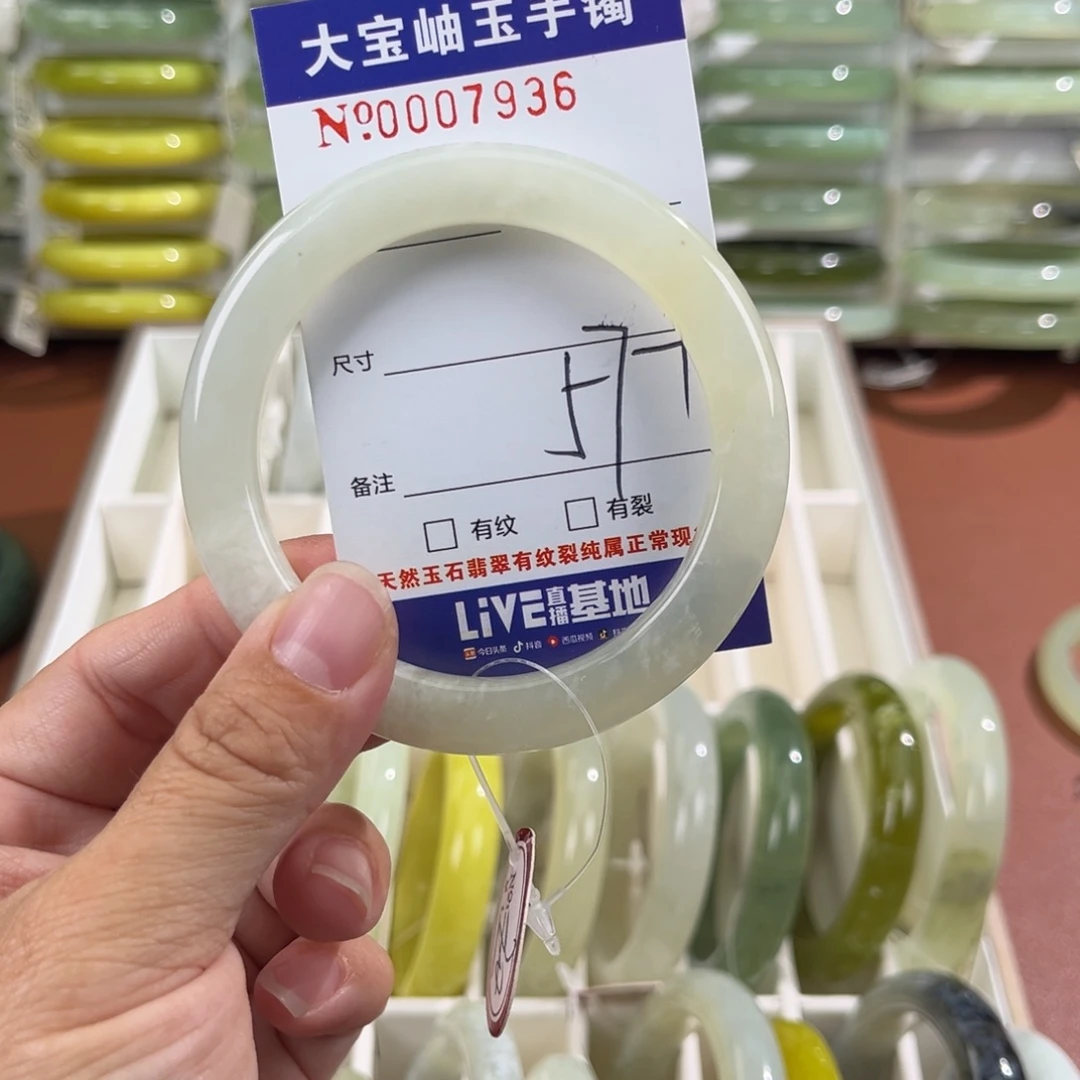 大宝岫玉手镯
Nº0007936
尺寸 57
备注
□ 有纹 □ 有裂
天然玉石翡翠有纹裂纯属正常现
LiVE直播基地
今日头条 抖音 西瓜视频